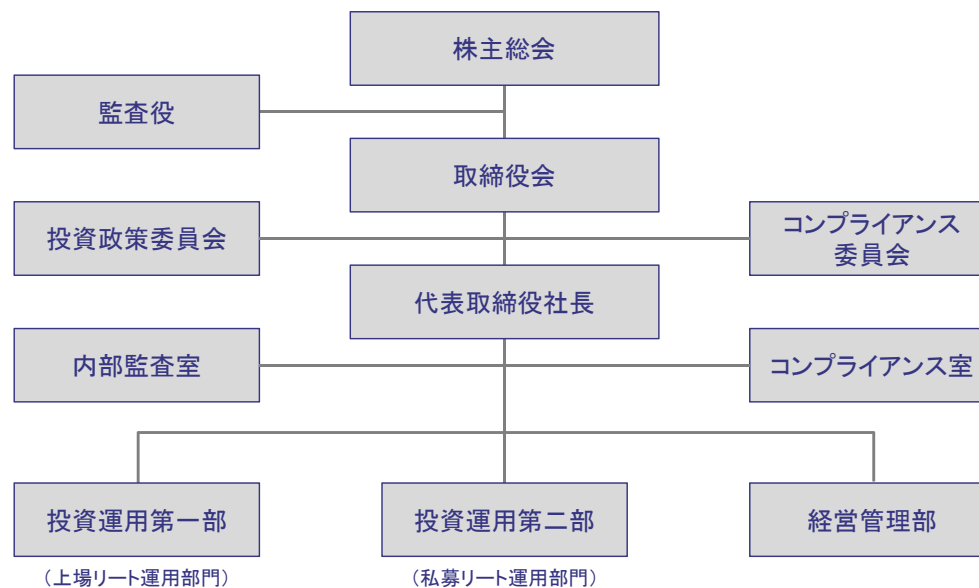 株主総会
監査役
取締役会
投資政策委員会
コンプライアンス
委員会
代表取締役社長
内部監査室
コンプライアンス室
投資運用第一部
投資運用第二部
経営管理部
（上場リート運用部門）
（私募リート運用部門）